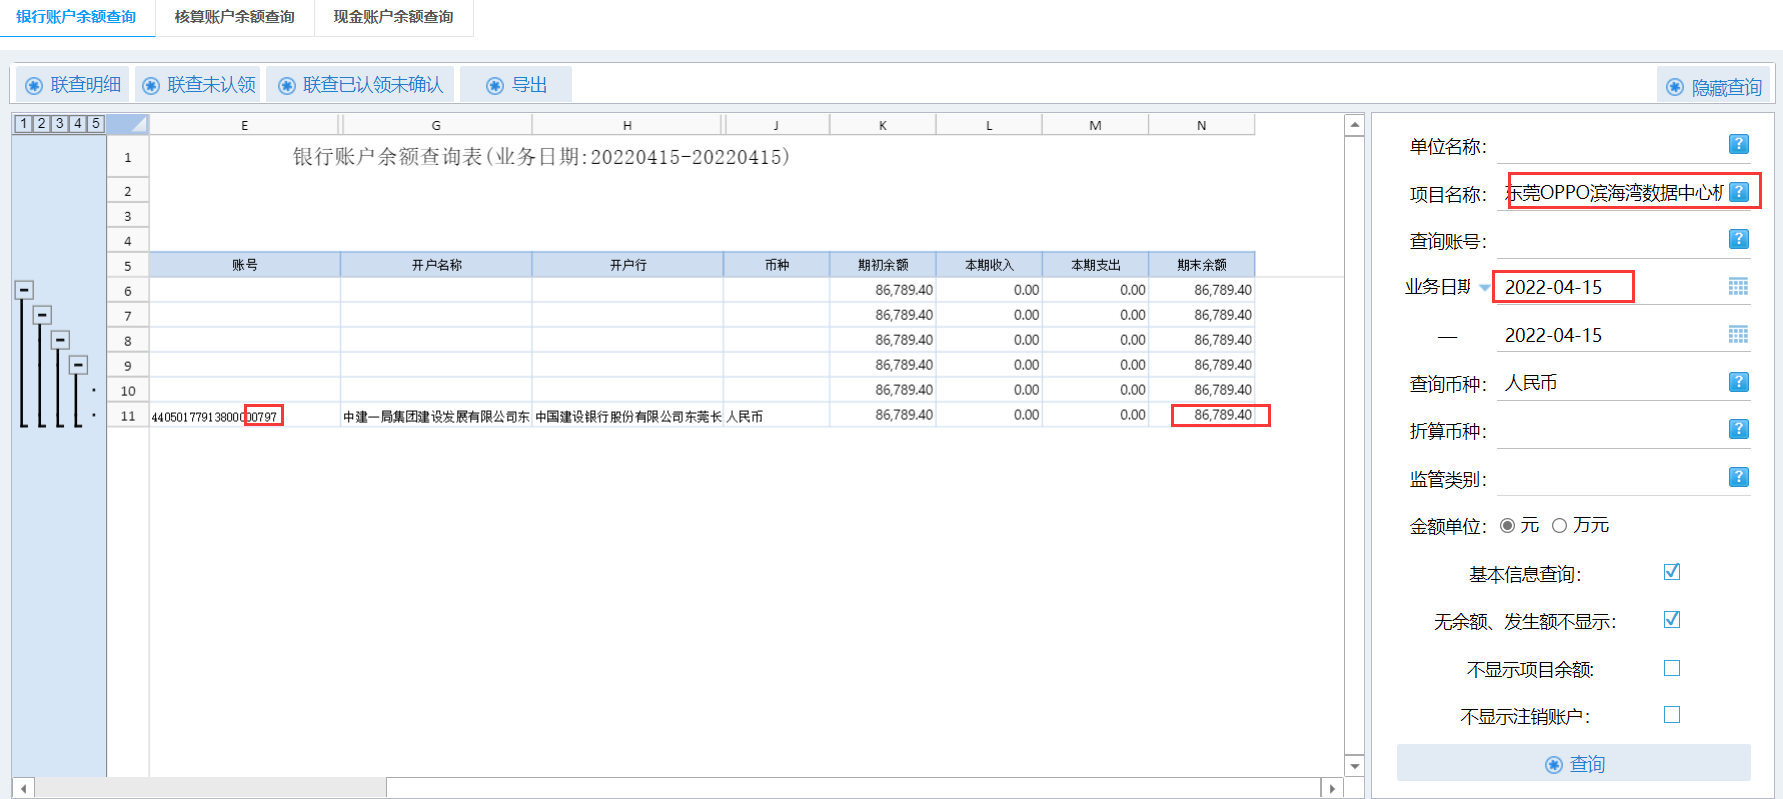 银行账户余额查询 核算账户余额查询 现金账户余额查询
联查明细 联查未认领 联查已认领未确认 导出 隐藏查询
1 2 3 4 5 E G H J K L M N
1 银行账户余额查询表(业务日期:20220415-20220415)
2
3
4
5 账号 开户名称 开户行 币种 期初余额 本期收入 本期支出 期末余额
6 86,789.40 0.00 0.00 86,789.40
7 86,789.40 0.00 0.00 86,789.40
8 86,789.40 0.00 0.00 86,789.40
9 86,789.40 0.00 0.00 86,789.40
10 86,789.40 0.00 0.00 86,789.40
11 44050177913800000797 中建一局集团建设发展有限公司东 中国建设银行股份有限公司东莞长 人民币 86,789.40 0.00 0.00 86,789.40
单位名称:
项目名称: 东莞OPPO滨海湾数据中心
查询账号:
业务日期 2022-04-15
— 2022-04-15
查询币种: 人民币
折算币种:
监管类别:
金额单位: 元 万元
基本信息查询:
无余额、发生额不显示:
不显示项目余额:
不显示注销账户:
查询